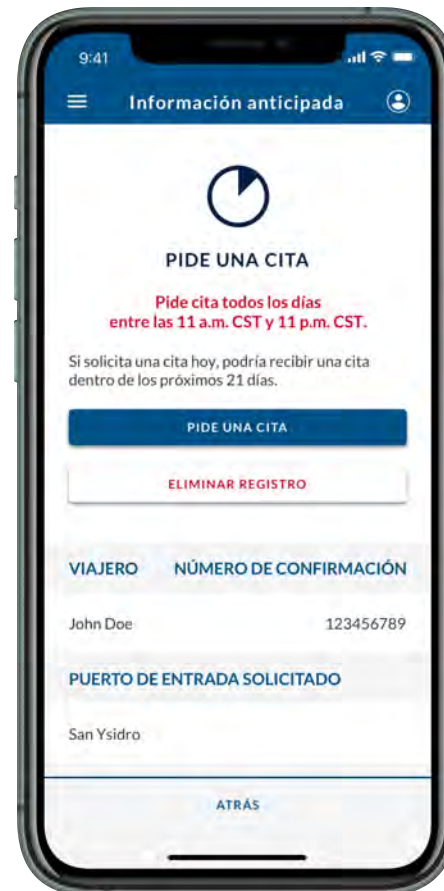 9:41
Información anticipada
PIDE UNA CITA
Pide cita todos los días
entre las 11 a.m. CST y 11 p.m. CST.
Si solicita una cita hoy, podría recibir una cita
dentro de los próximos 21 días.
PIDE UNA CITA
ELIMINAR REGISTRO
VIAJERO NÚMERO DE CONFIRMACIÓN
John Doe 123456789
PUERTO DE ENTRADA SOLICITADO
San Ysidro
ATRÁS